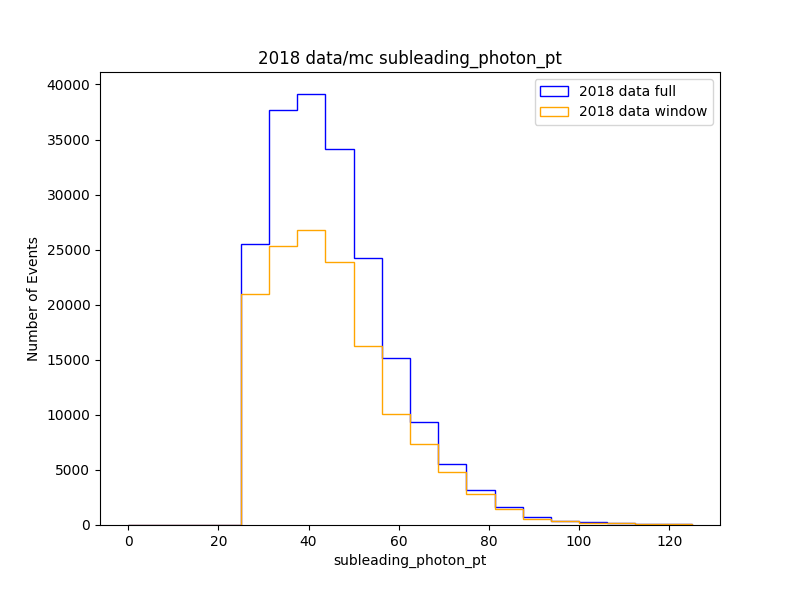 2018 data/mc subleading_photon_pt
2018 data full
2018 data window
40000
35000
30000
25000
20000
15000
10000
5000
0
Number of Events
0 20 40 60 80 100 120
subleading_photon_pt